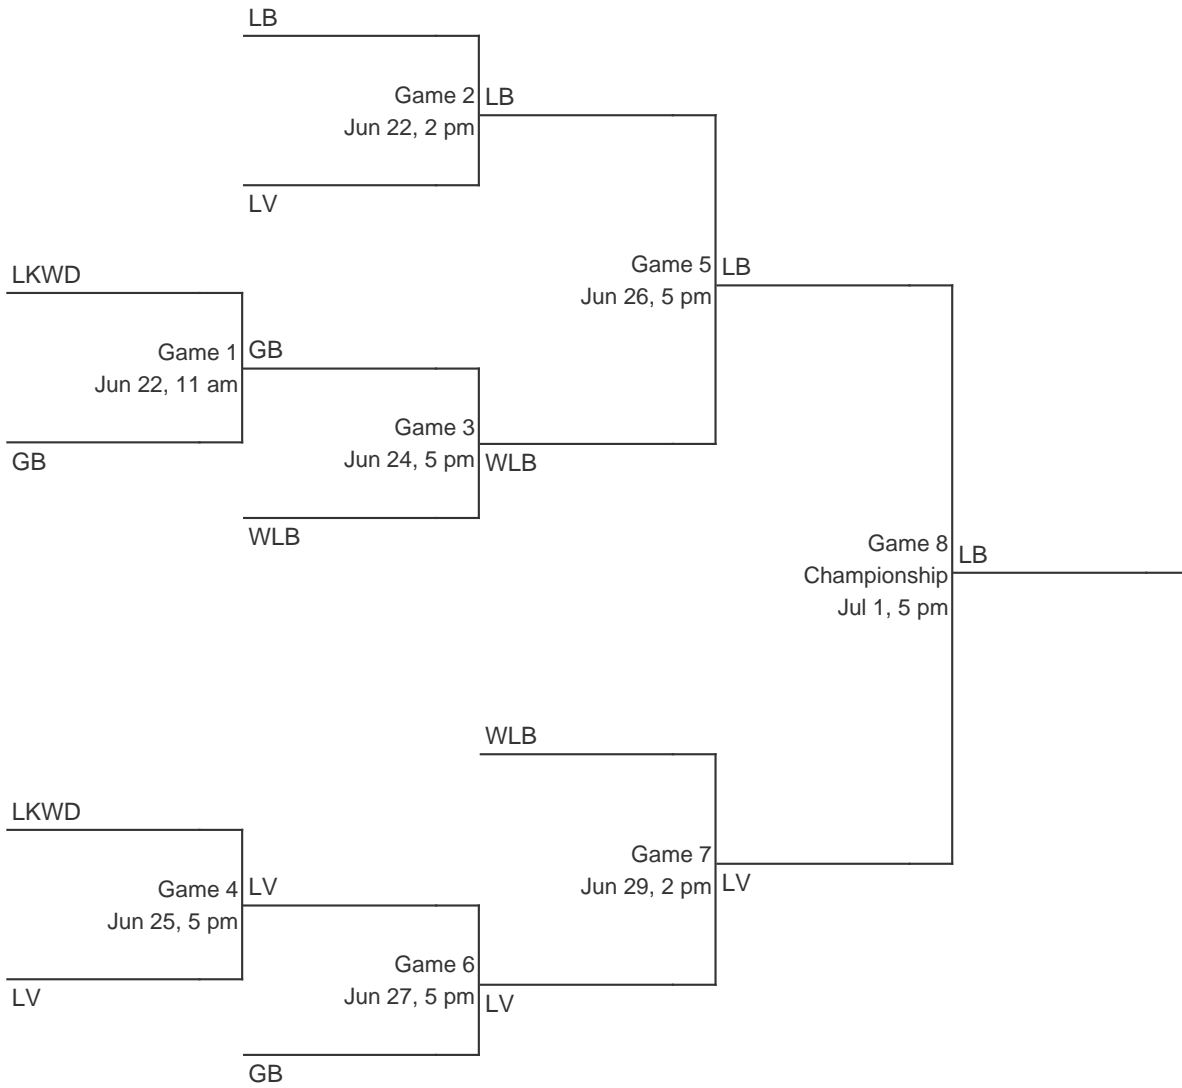 LB
Game 2
LB
Jun 22, 2 pm
LV
Game 5
LB
LKWD
Jun 26, 5 pm
Game 1
GB
Jun 22, 11 am
Game 3
GB
Jun 24, 5 pm
WLB
WLB
Game 8
LB
Championship
Jul 1, 5 pm
WLB
LKWD
Game 7
Jun 29, 2 pm
LV
Game 4
LV
Jun 25, 5 pm
Game 6
LV
Jun 27, 5 pm
LV
GB